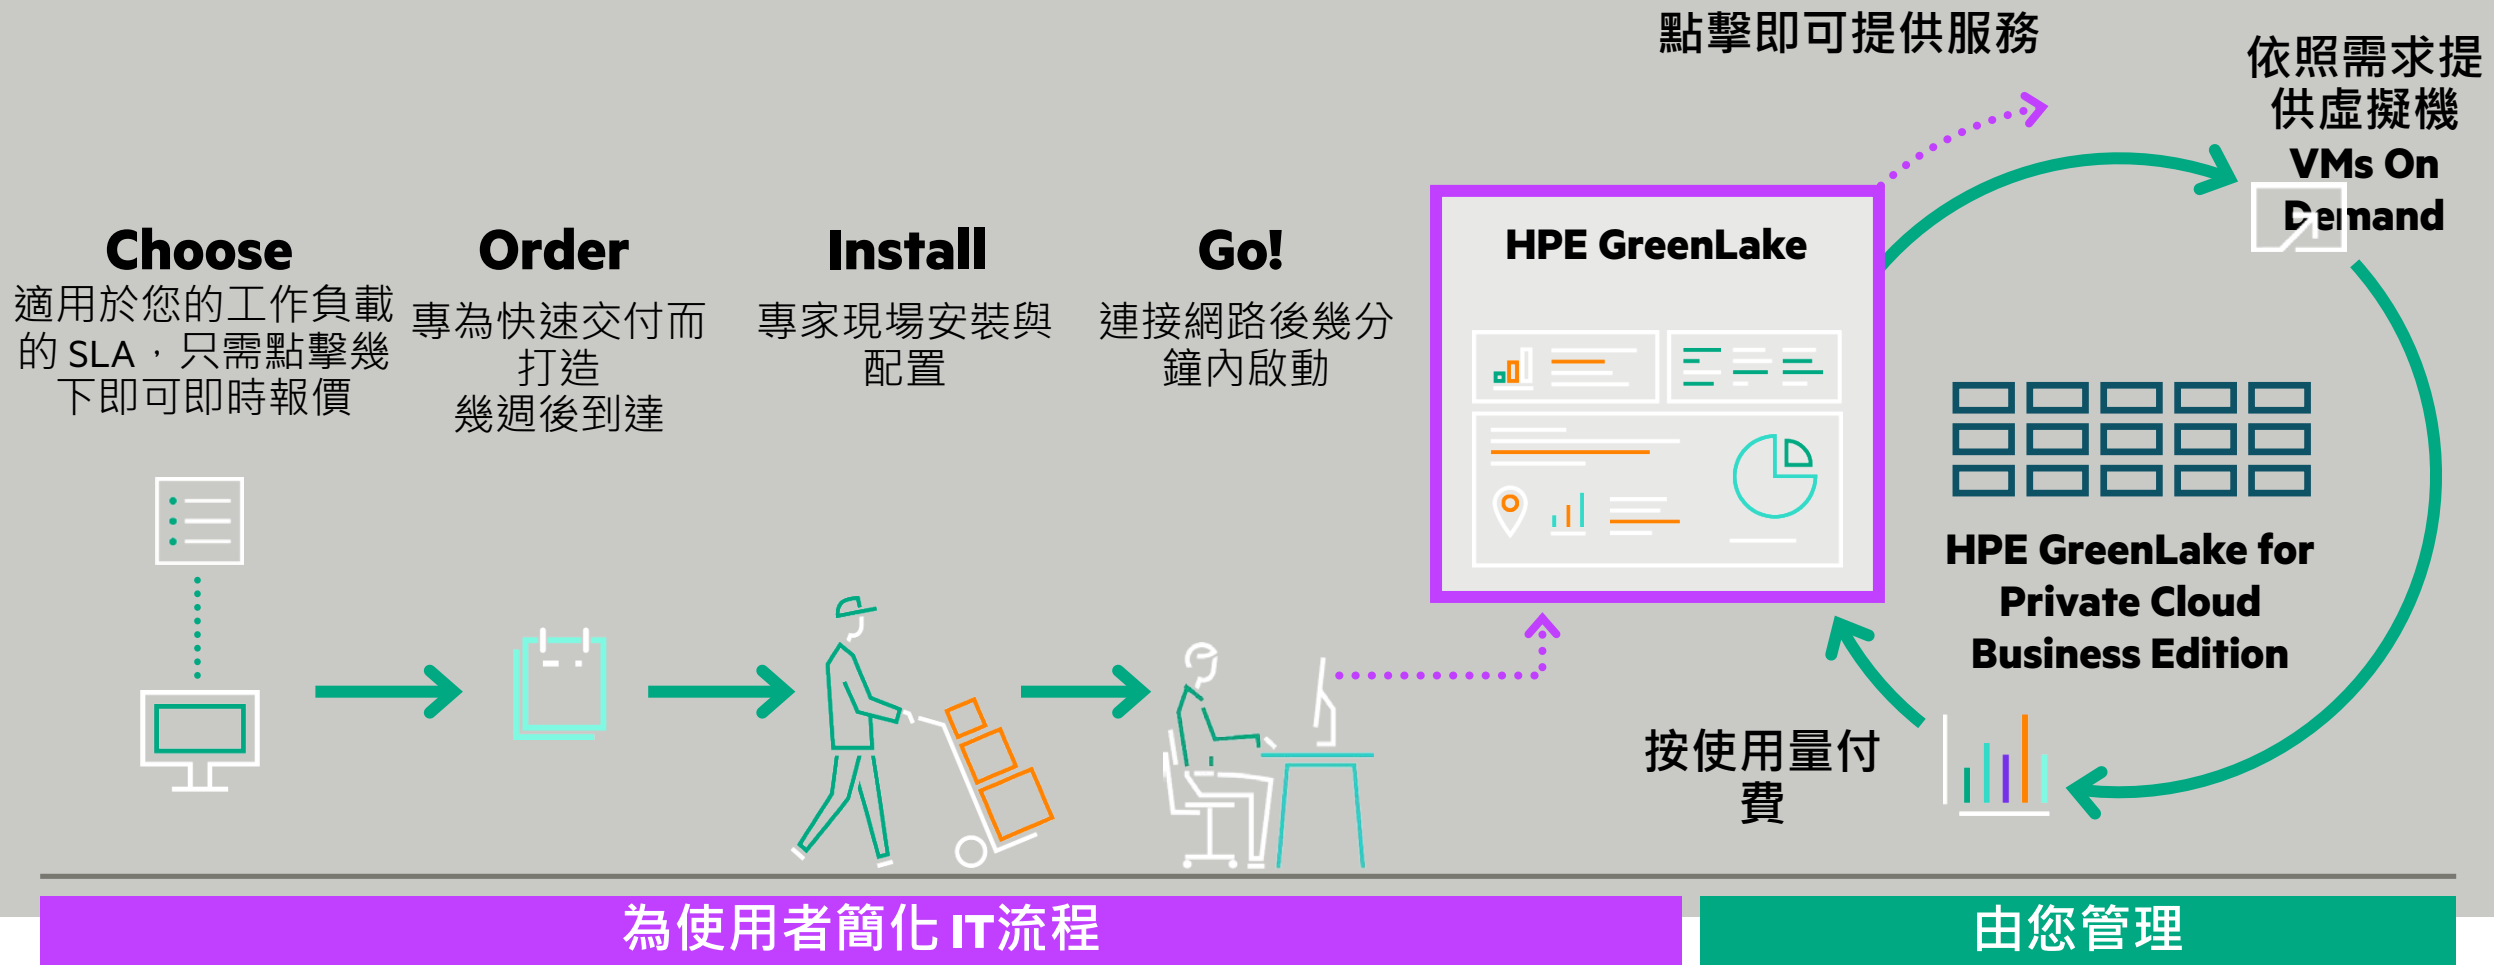 Choose
適用於您的工作負載
的 SLA，只需點擊幾
下即可即時報價
Order
專為快速交付而
打造
幾週後到達
Install
專家現場安裝與
配置
Go!
連接網路後幾分
鐘內啟動
點擊即可提供服務
HPE GreenLake
依照需求提
供虛擬機
VMs On
Demand
HPE GreenLake for
Private Cloud
Business Edition
按使用量付
費
為使用者簡化 IT流程
由您管理